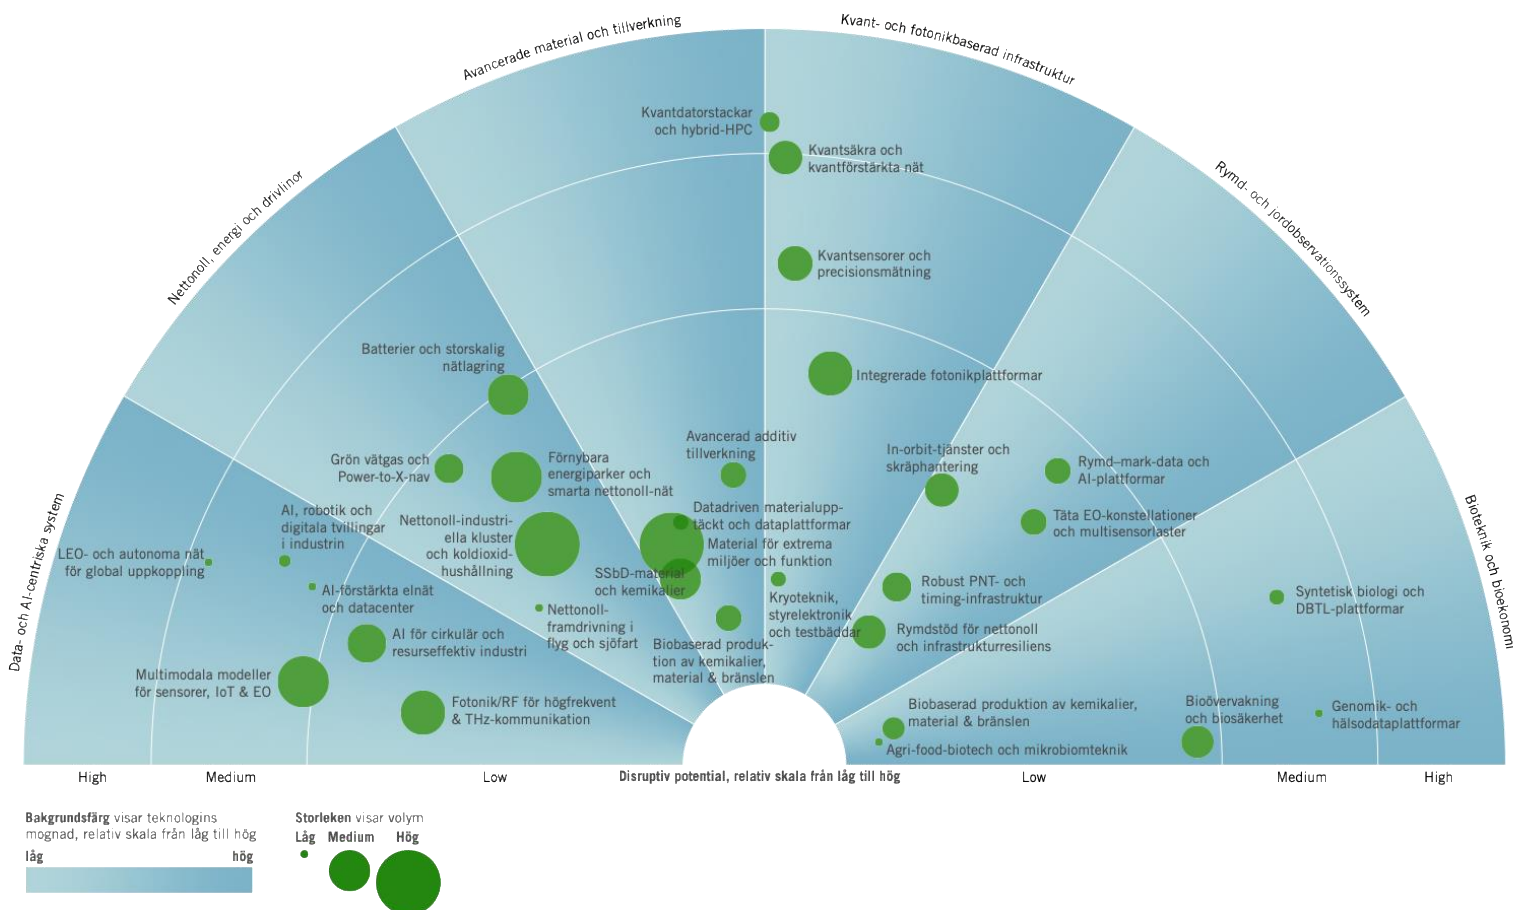 Avancerade material och tillverkning
Kvant- och fotonikbaserad infrastruktur
Nettonoll, energi och drivlinor
Rymd- och jordobservationssystem
Data- och AI-centriska system
Bioteknik och bioekonomi
Kvantdatorstackar
och hybrid-HPC
Kvantsäkra och
kvantförstärkta nät
Kvantsensorer och
precisionsmätning
Batterier och storskalig
nätlagring
Integrerade fotonikplattformar
Avancerad additiv
tillverkning
In-orbit-tjänster och
skräphantering
Grön vätgas och
Power-to-X-nav
Förnybara
energiparker och
smarta nettonoll-nät
Rymd–mark-data och
AI-plattformar
AI, robotik och
digitala tvillingar
i industrin
Nettonoll-industri-
ella kluster
och koldioxid-
hushållning
Datadriven materialupp-
täckt och dataplattformar
Material för extrema
miljöer och funktion
Täta EO-konstellationer
och multisensorlaster
LEO- och autonoma nät
för global uppkoppling
SSbD-material
och kemikalier
AI-förstärkta elnät
och datacenter
Nettonoll-
framdrivning i
flyg och sjöfart
Kryoteknik,
styrelektronik
och testbäddar
Robust PNT- och
timing-infrastruktur
Syntetisk biologi och
DBTL-plattformar
AI för cirkulär och
resurseffektiv industri
Biobaserad produk-
tion av kemikalier,
material & bränslen
Rymdstöd för nettonoll
och infrastrukturresiliens
Multimodala modeller
för sensorer, IoT & EO
Fotonik/RF för högfrekvent
& THz-kommunikation
Biobaserad produktion av kemikalier,
material & bränslen
Agri-food-biotech och mikrobiomteknik
Bioövervakning
och biosäkerhet
Genomik- och
hälsodataplattformar
High
Medium
Low
Disruptiv potential, relativ skala från låg till hög
Low
Medium
High
Bakgrundsfärg visar teknologins
mognad, relativ skala från låg till hög
låg hög
Storleken visar volym
Låg Medium Hög